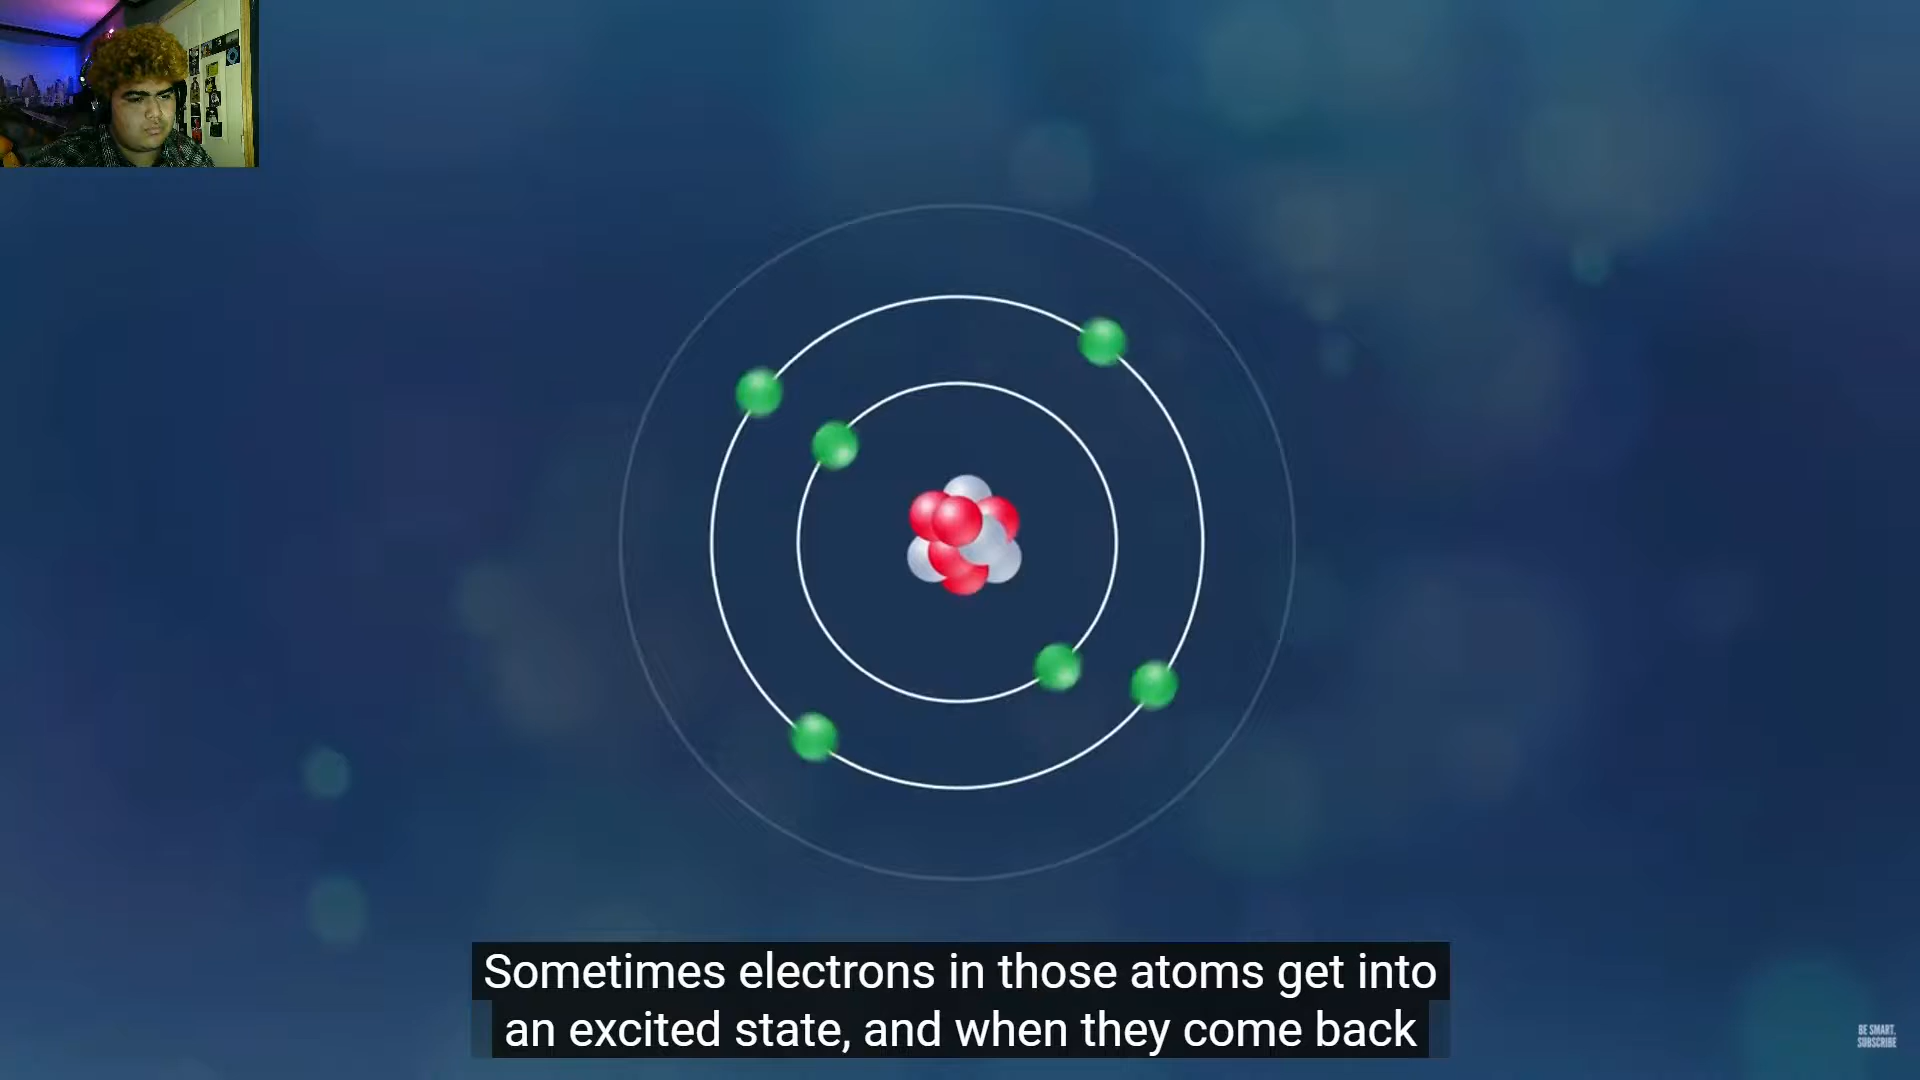 Sometimes electrons in those atoms get into
an excited state, and when they come back
BE SMART.
SUBSCRIBE